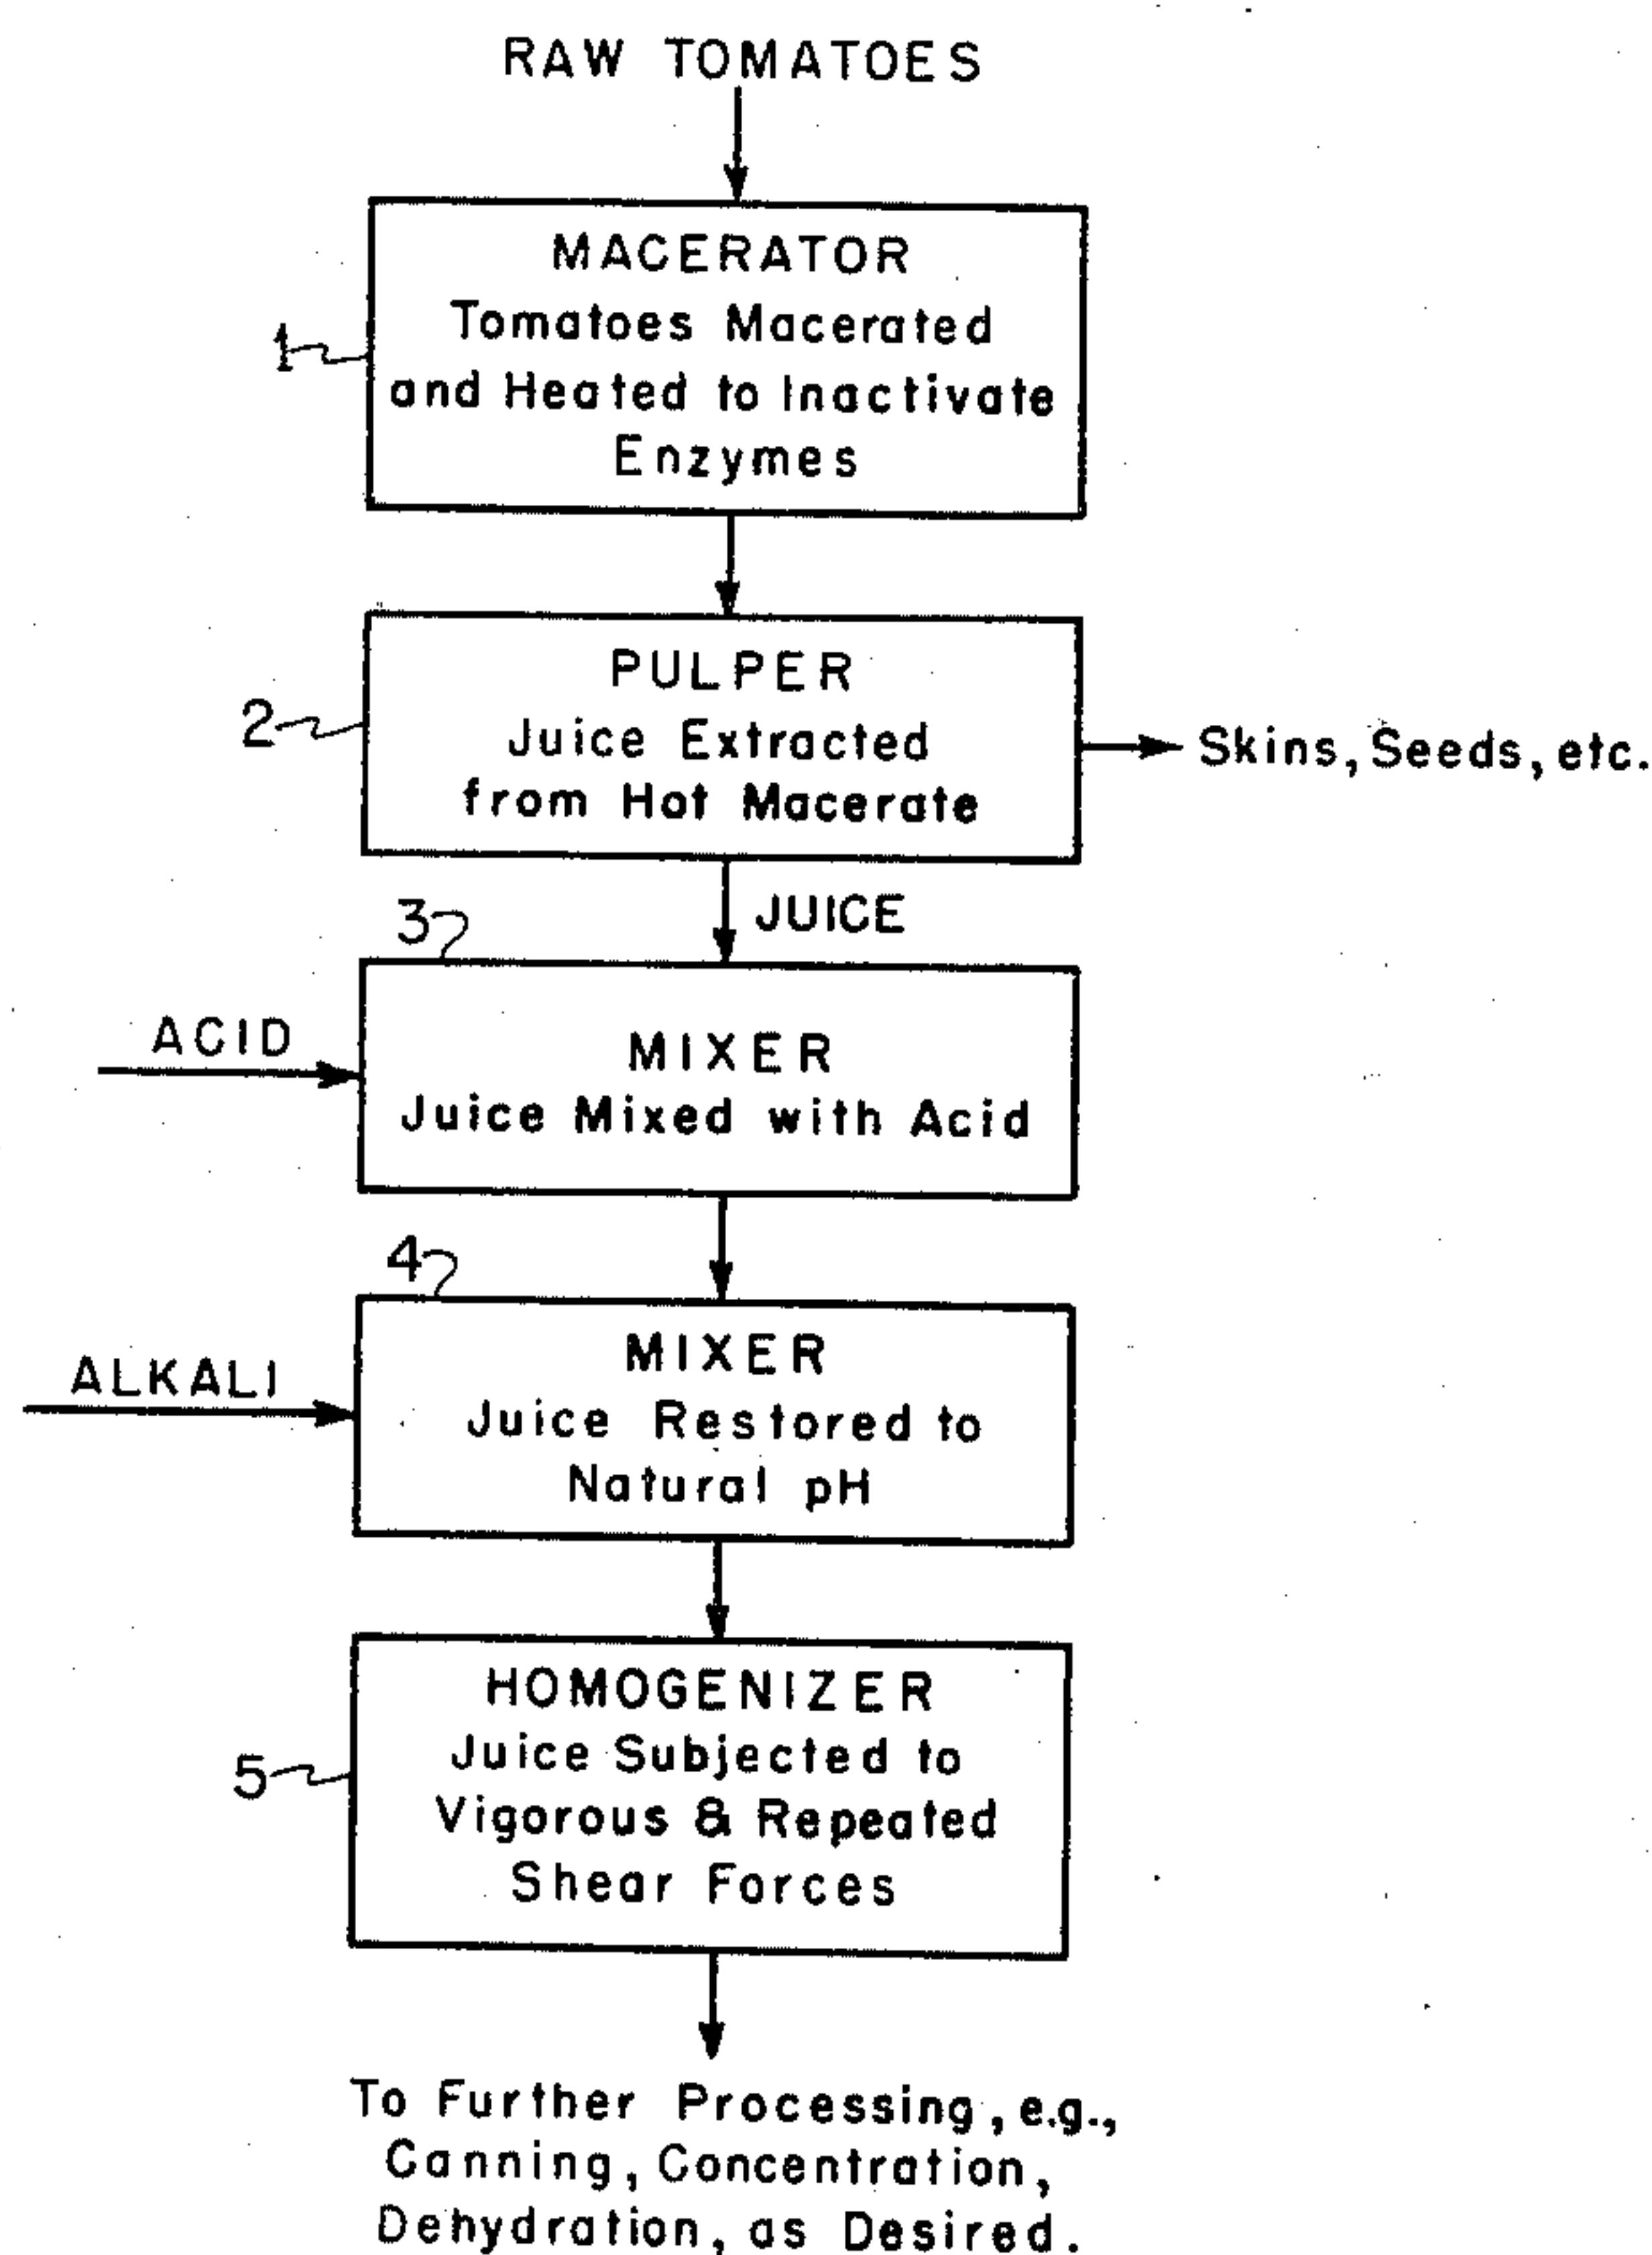 RAW TOMATOES
MACERATOR
Tomatoes Macerated
and Heated to Inactivate
Enzymes
1
PULPER
Juice Extracted
from Hot Macerate
2
Skins, Seeds, etc.
JUICE
3
ACID
MIXER
Juice Mixed with Acid
4
ALKALI
MIXER
Juice Restored to
Natural pH
HOMOGENIZER
Juice Subjected to
Vigorous & Repeated
Shear Forces
5
To Further Processing, e.g.,
Canning, Concentration,
Dehydration, as Desired.